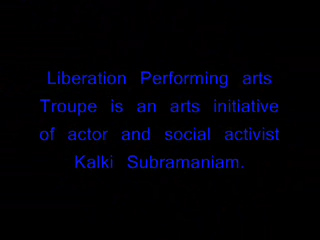 Liberation Performing arts
Troupe is an arts initiative
of actor and social activist
Kalki Subramaniam.